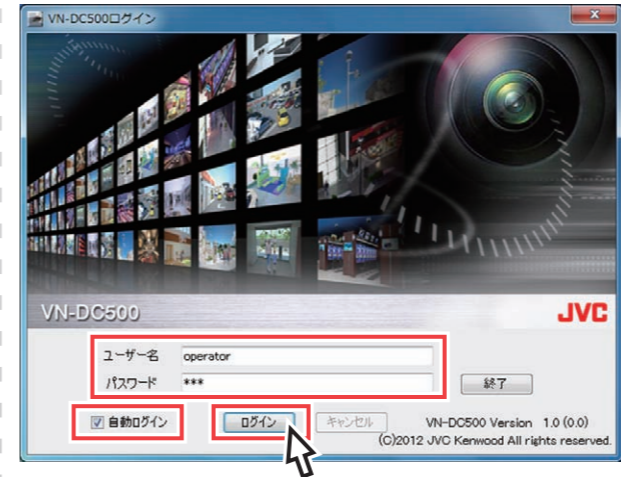 VN-DC500ログイン
VN-DC500
JVC
ユーザー名 operator
パスワード ***
終了
自動ログイン ログイン キャンセル VN-DC500 Version 1.0 (0.0)
(C)2012 JVC Kenwood All rights reserved.